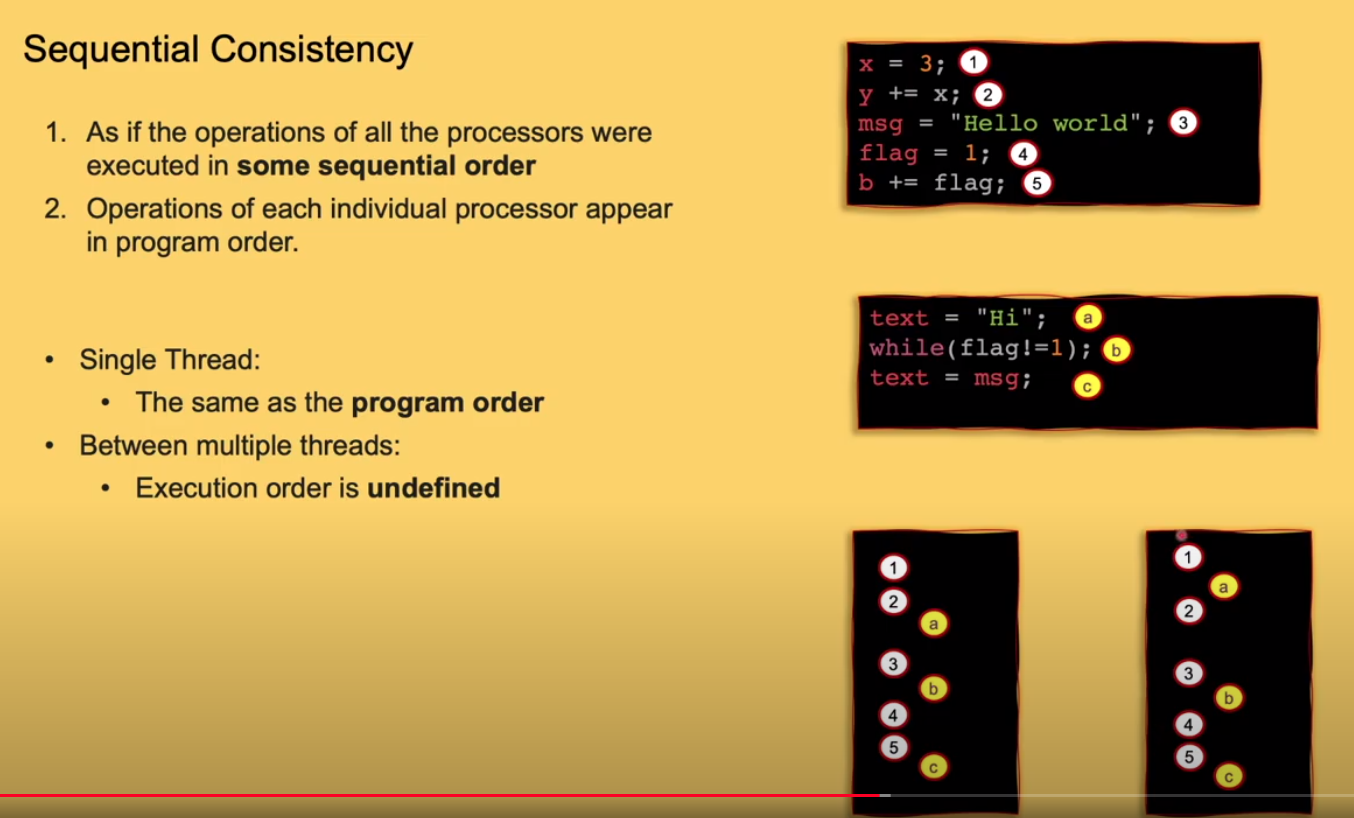 Sequential Consistency
1. As if the operations of all the processors were
executed in some sequential order
2. Operations of each individual processor appear
in program order.
• Single Thread:
• The same as the program order
• Between multiple threads:
• Execution order is undefined
x = 3; 1
y += x; 2
msg = "Hello world"; 3
flag = 1; 4
b += flag; 5
text = "Hi"; a
while(flag!=1); b
text = msg; c
1
2
a
3
b
4
5
c
1
a
2
3
b
4
5
c